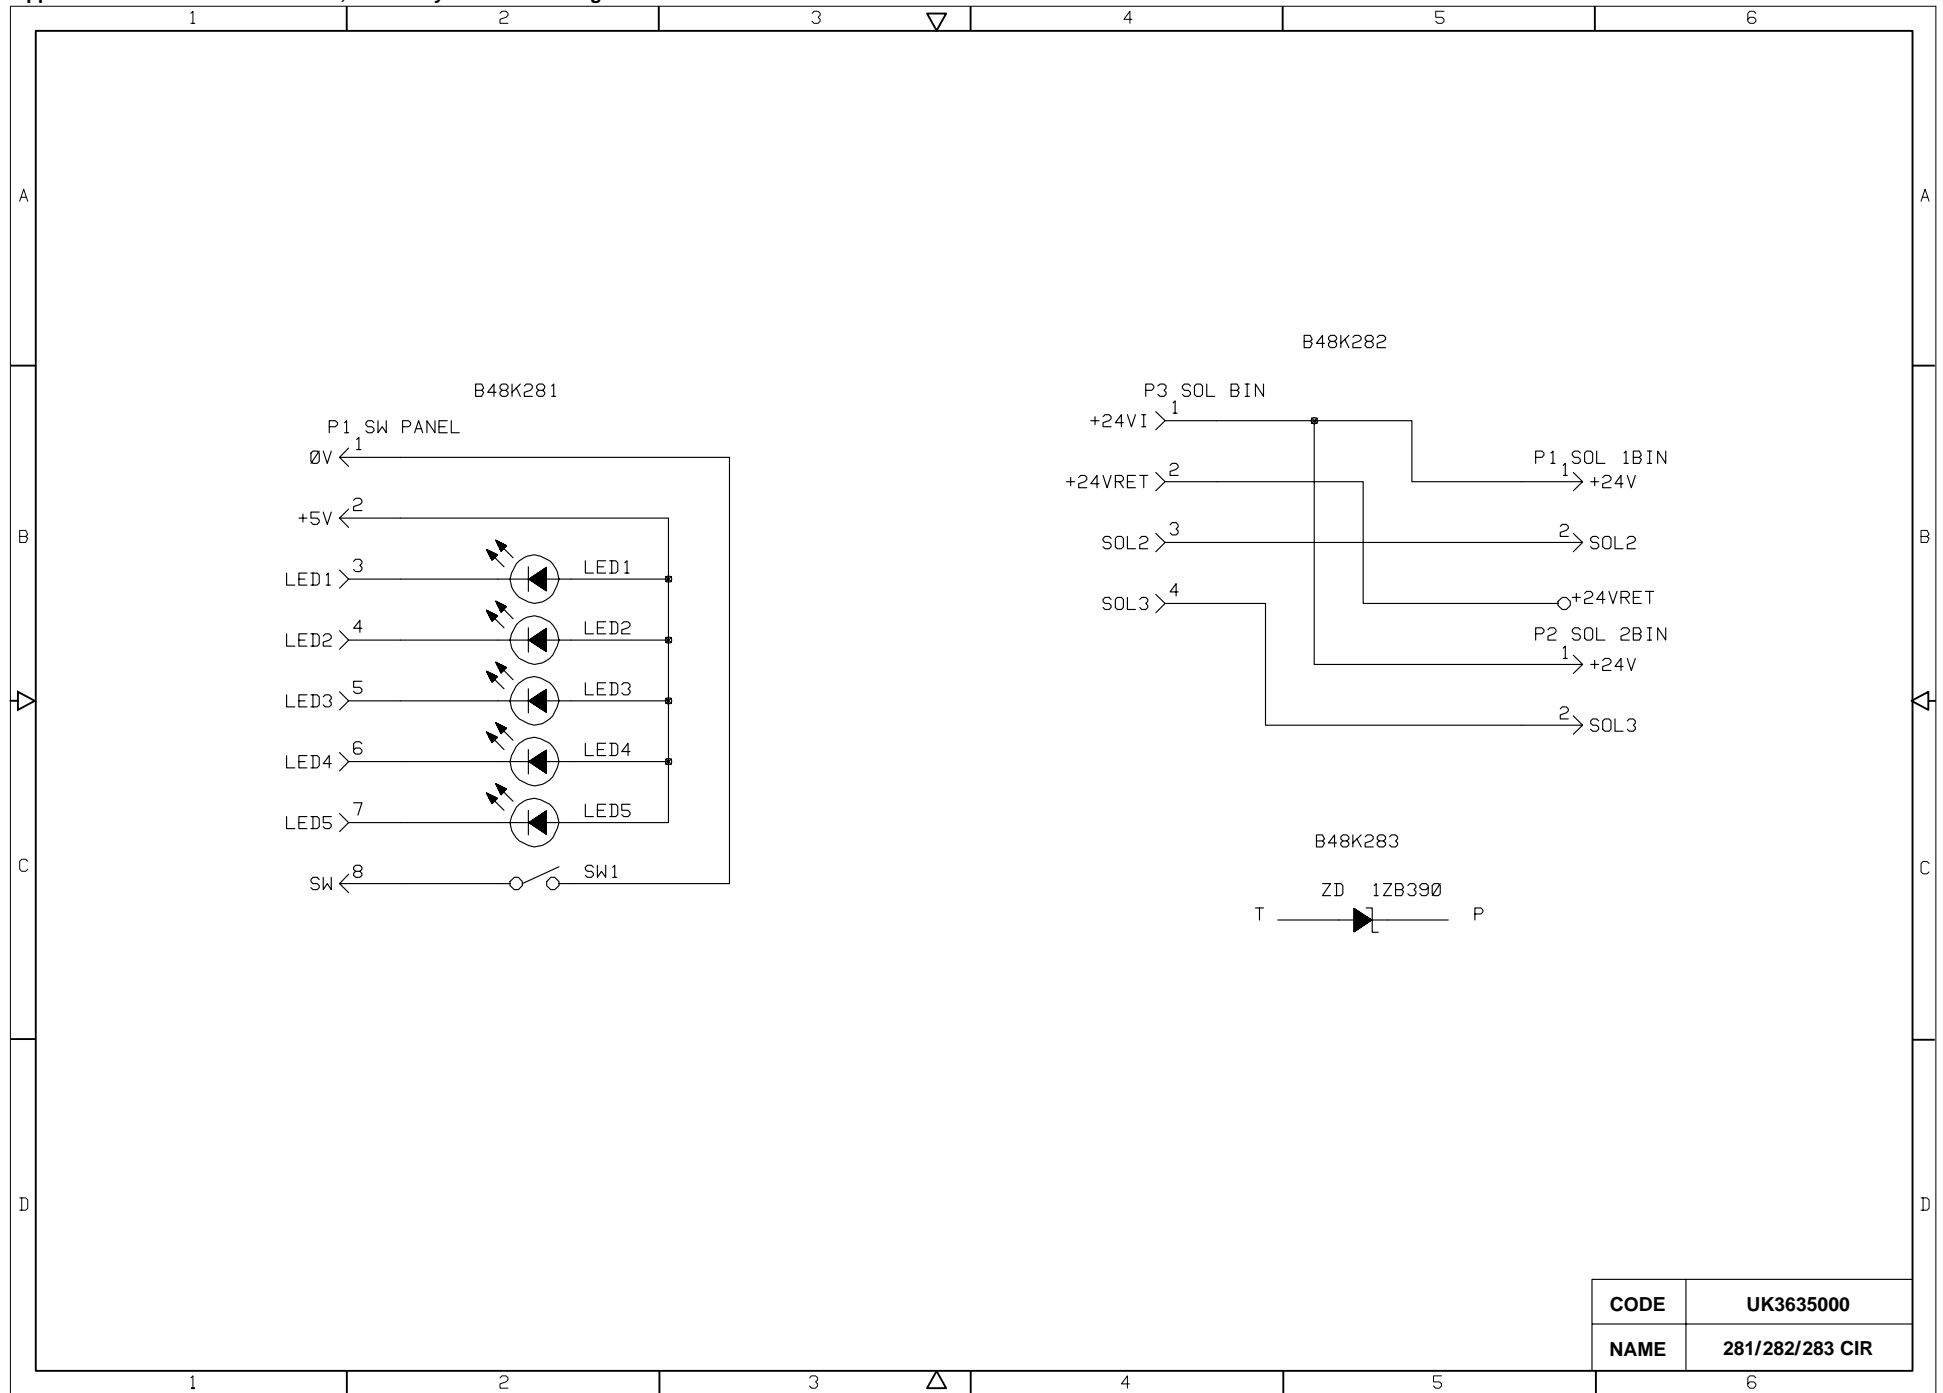 1 2 3 4 5 6
A A
B48K282
B48K281
P3 SOL BIN
+24VI 1
P1 SW PANEL
ØV 1
P1 SOL 1BIN
1 +24V
+24VRET 2
+5V 2
SOL2 3
2 SOL2
B B
LED1 3 LED1
SOL3 4
+24VRET
LED2 4 LED2
P2 SOL 2BIN
1 +24V
LED3 5 LED3
2 SOL3
LED4 6 LED4
LED5 7 LED5
B48K283
C C
SW 8 SW1
ZD 1ZB39Ø
T P
D D
CODE UK3635000
NAME 281/282/283 CIR
1 2 3 4 5 6